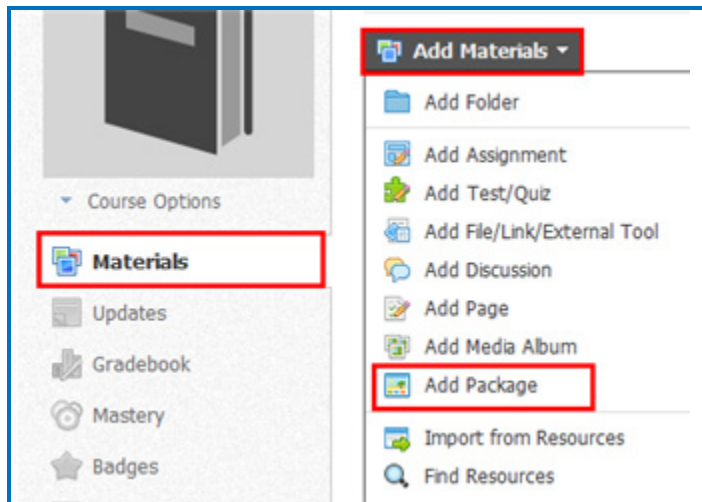 Course Options
Materials
Updates
Gradebook
Mastery
Badges
Add Materials
Add Folder
Add Assignment
Add Test/Quiz
Add File/Link/External Tool
Add Discussion
Add Page
Add Media Album
Add Package
Import from Resources
Find Resources